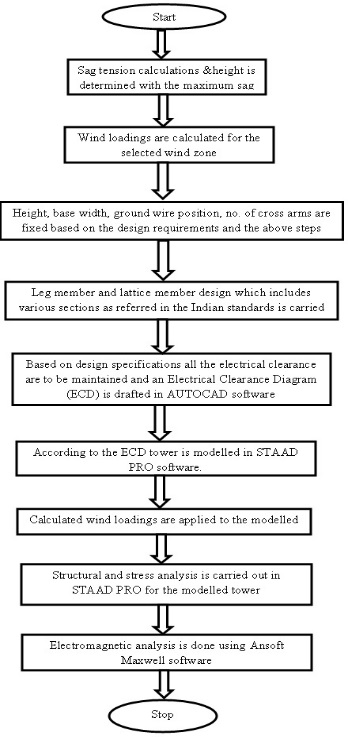 Start
Sag tension calculations &height is
determined with the maximum sag
Wind loadings are calculated for the
selected wind zone
Height, base width, ground wire position, no. of cross arms are
fixed based on the design requirements and the above steps
Leg member and lattice member design which includes
various sections as referred in the Indian standards is carried
Based on design specifications all the electrical clearance
are to be maintained and an Electrical Clearance Diagram
(ECD) is drafted in AUTOCAD software
According to the ECD tower is modelled in STAAD
PRO software.
Calculated wind loadings are applied to the modelled
Structural and stress analysis is carried out in
STAAD PRO for the modelled tower
Electromagnetic analysis is done using Ansoft
Maxwell software
Stop